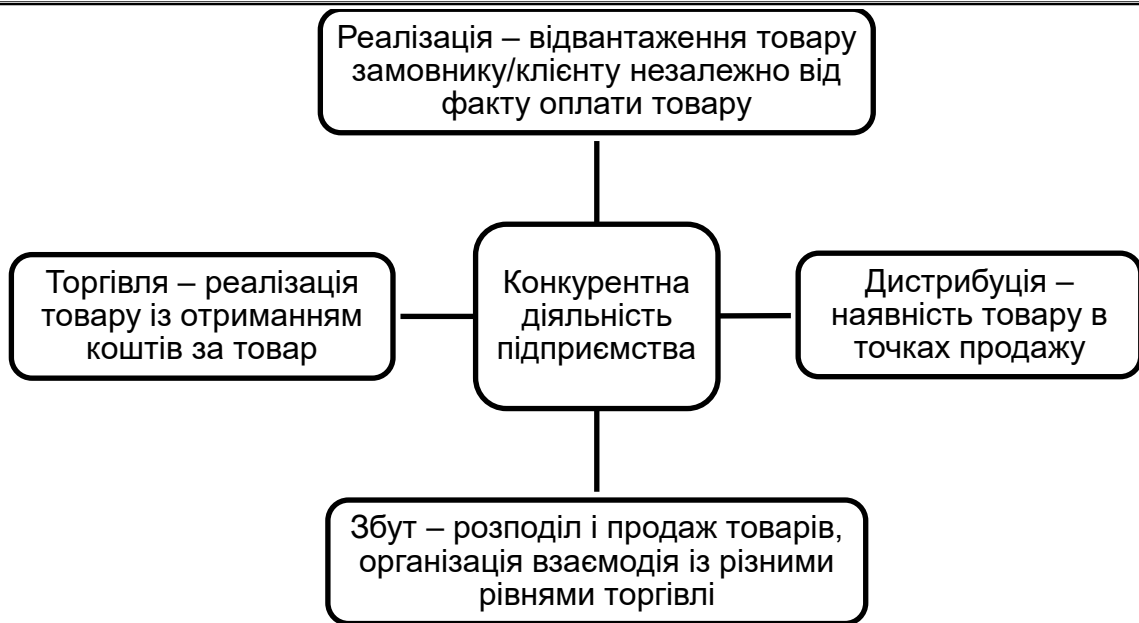 Реалізація – відвантаження товару
замовнику/клієнту незалежно від
факту оплати товару
Торгівля – реалізація
товару із отриманням
коштів за товар
Конкурентна
діяльність
підприємства
Дистрибуція –
наявність товару в
точках продажу
Збут – розподіл і продаж товарів,
організація взаємодія із різними
рівнями торгівлі